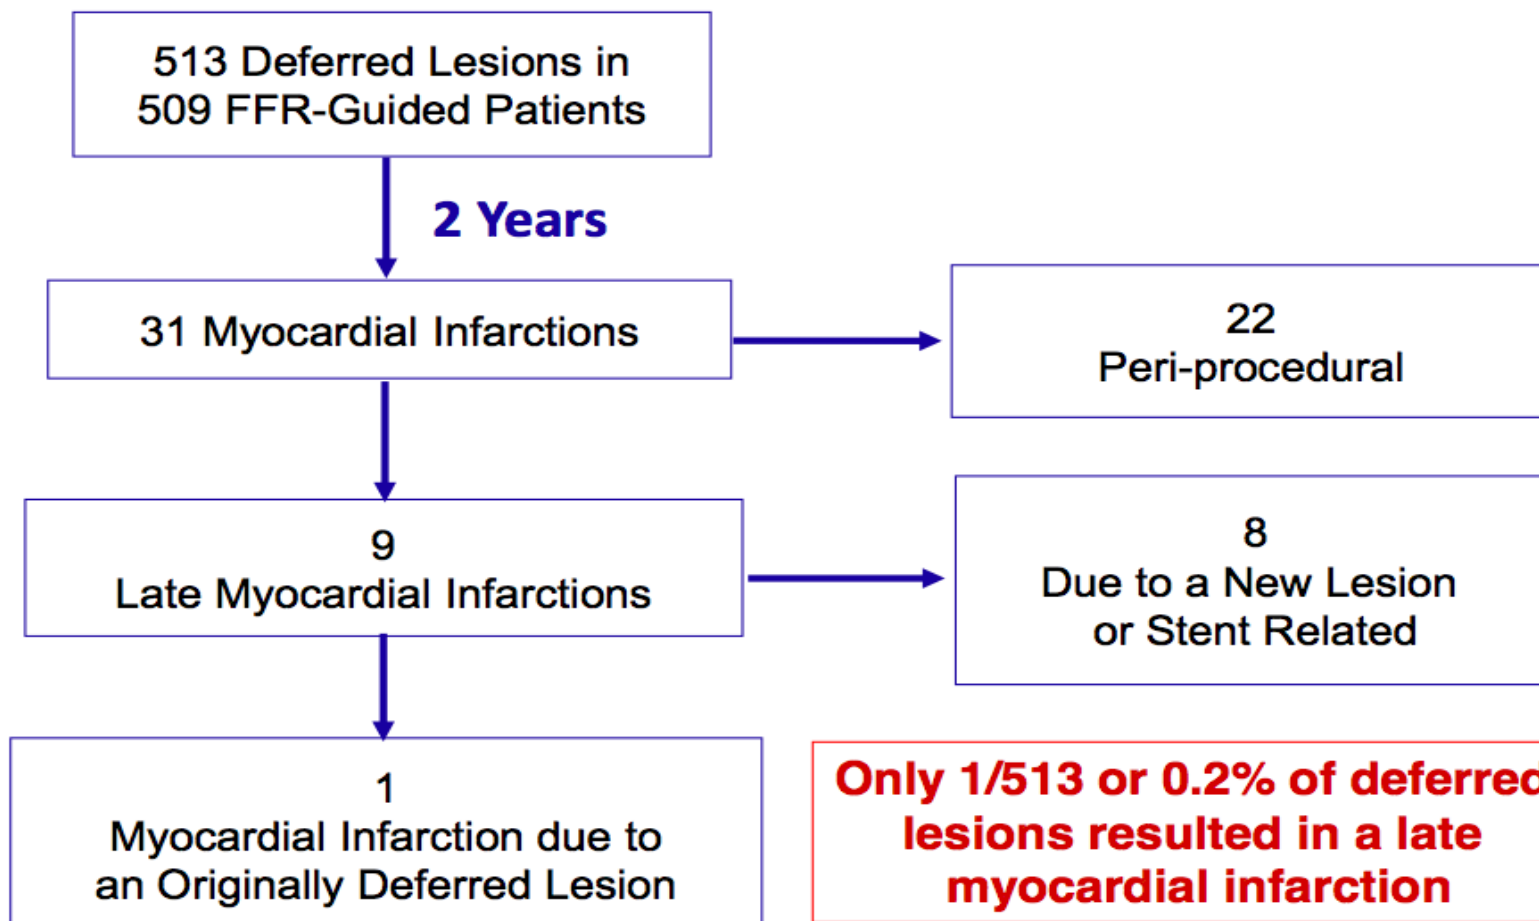 513 Deferred Lesions in
509 FFR-Guided Patients
2 Years
31 Myocardial Infarctions
22
Peri-procedural
9
Late Myocardial Infarctions
8
Due to a New Lesion
or Stent Related
1
Myocardial Infarction due to
an Originally Deferred Lesion
Only 1/513 or 0.2% of deferred
lesions resulted in a late
myocardial infarction